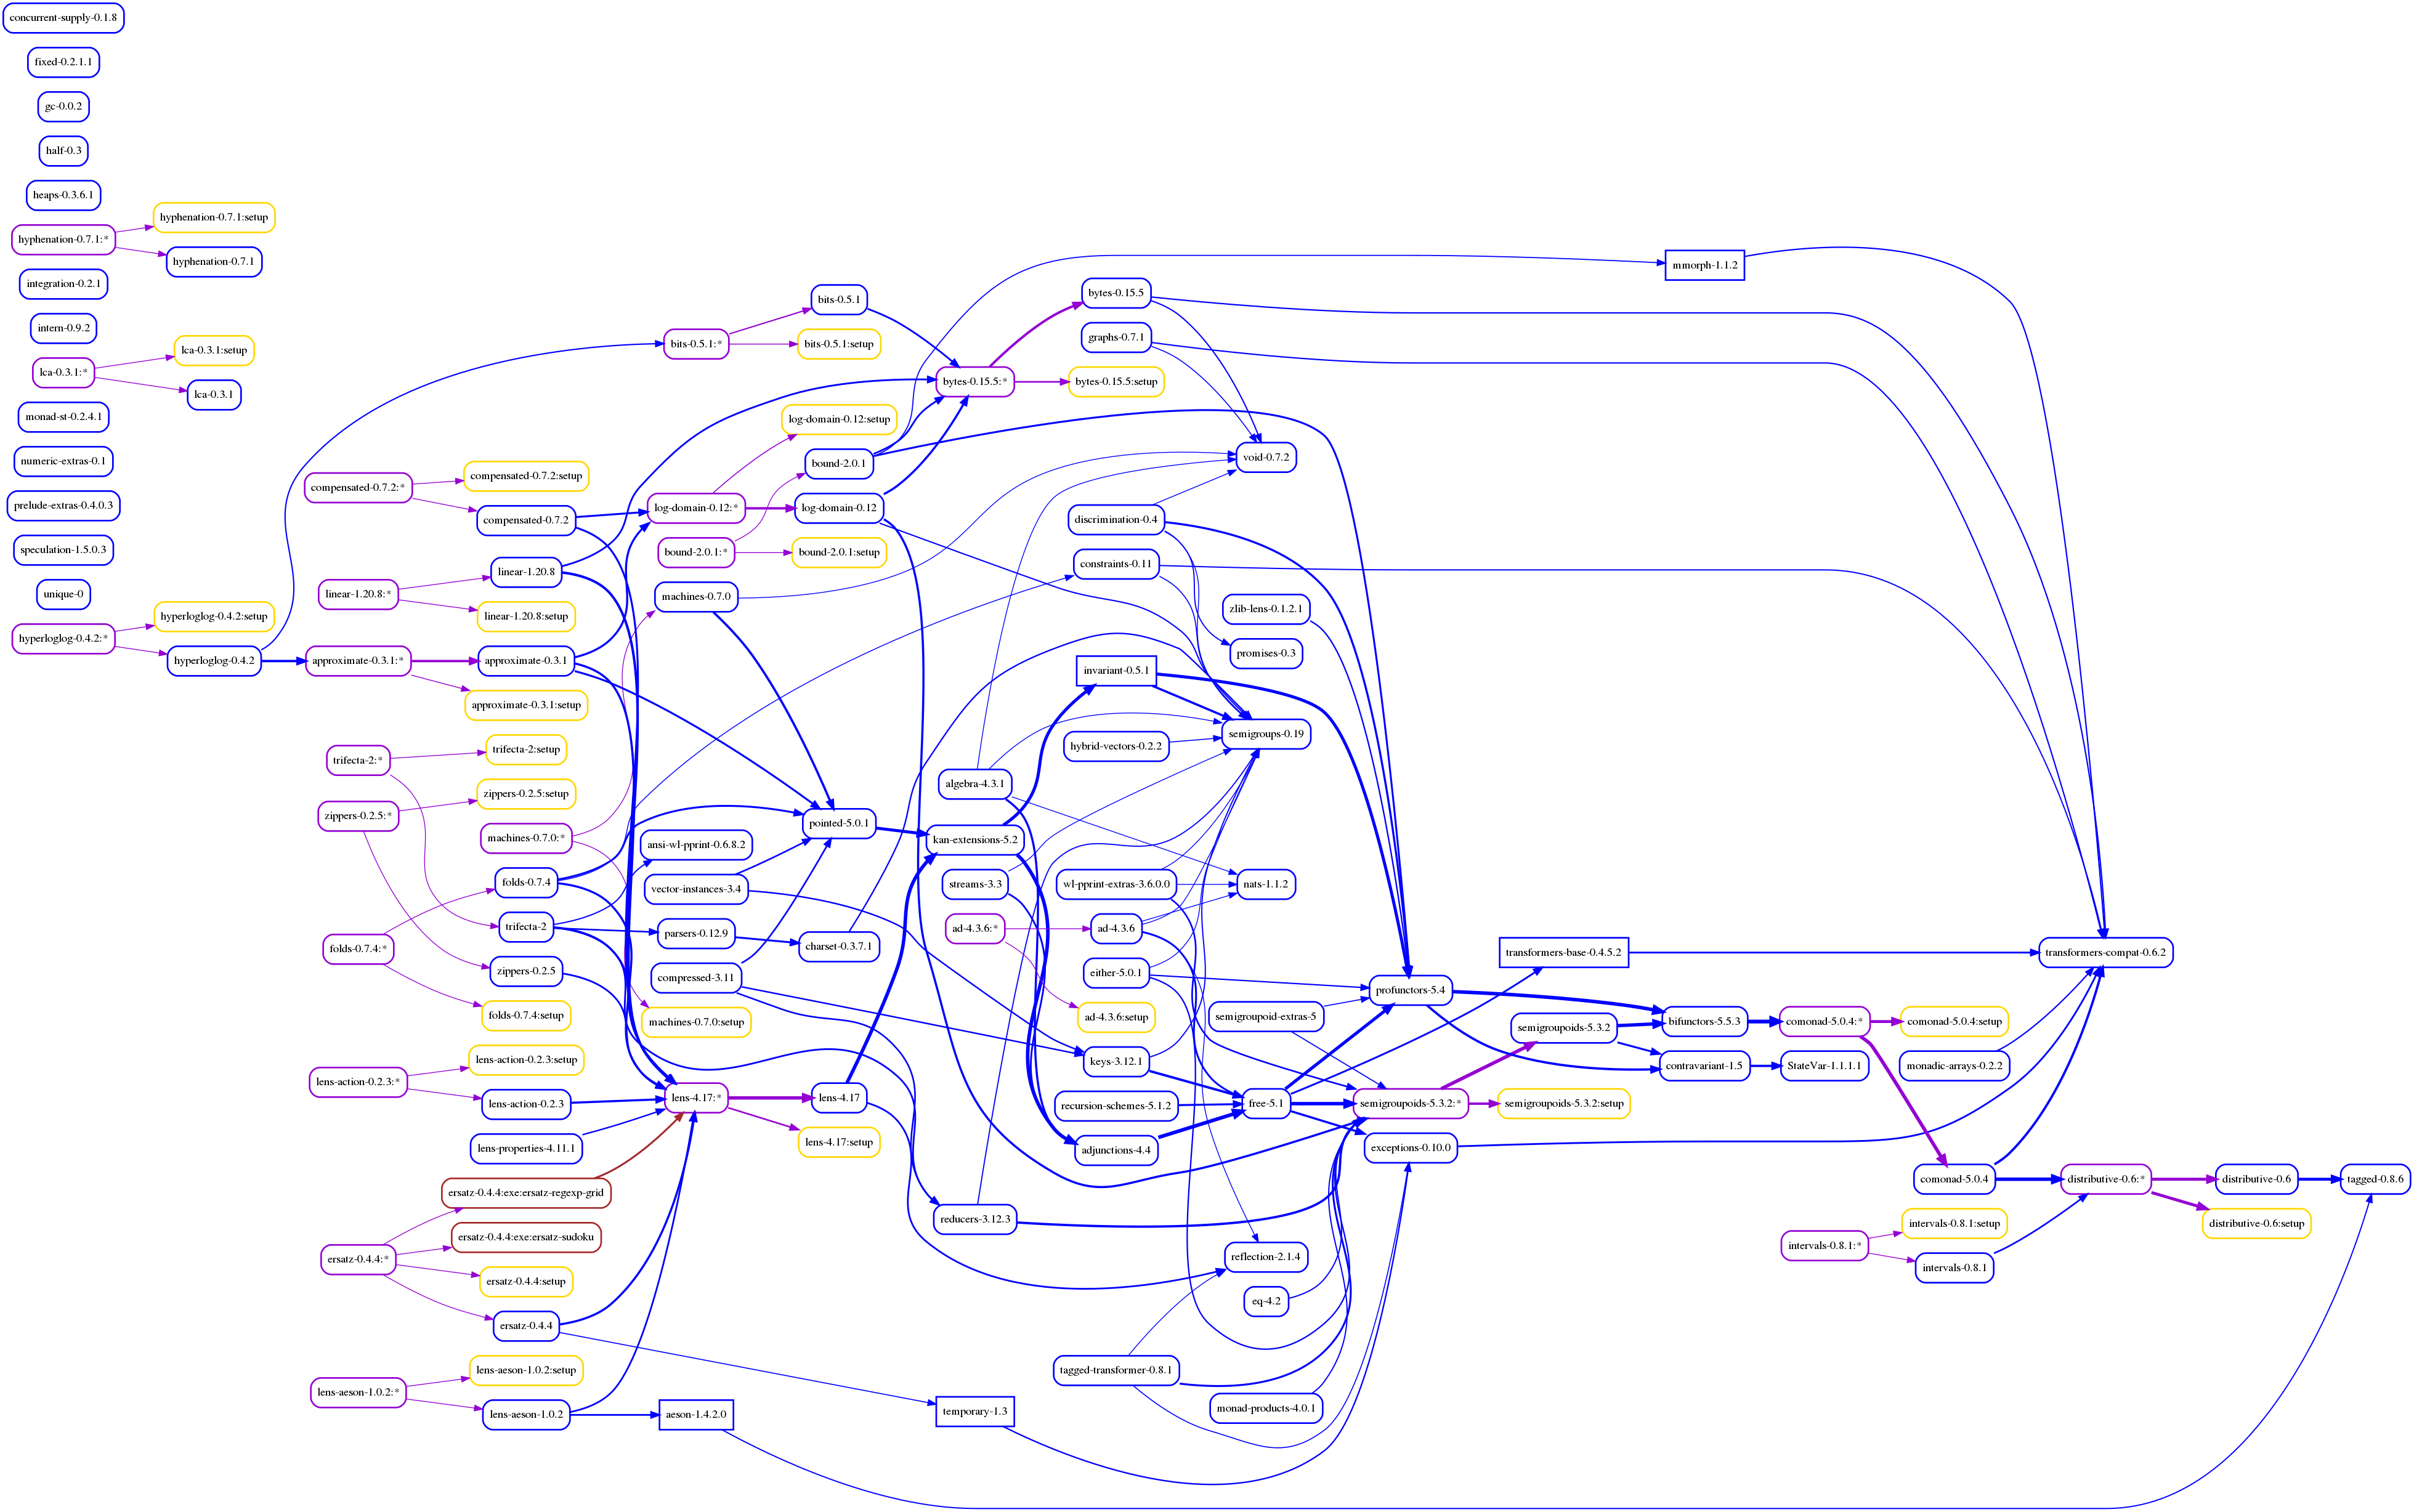 concurrent-supply-0.1.8
fixed-0.2.1.1
gc-0.0.2
half-0.3
heaps-0.3.6.1
hyphenation-0.7.1:*
hyphenation-0.7.1:setup
hyphenation-0.7.1
integration-0.2.1
intern-0.9.2
lca-0.3.1:*
lca-0.3.1:setup
lca-0.3.1
monad-st-0.2.4.1
numeric-extras-0.1
prelude-extras-0.4.0.3
speculation-1.5.0.3
unique-0
hyperloglog-0.4.2:*
hyperloglog-0.4.2:setup
hyperloglog-0.4.2
compensated-0.7.2:*
linear-1.20.8:*
approximate-0.3.1:*
trifecta-2:*
zippers-0.2.5:*
folds-0.7.4:*
lens-action-0.2.3:*
ersatz-0.4.4:*
lens-aeson-1.0.2:*
compensated-0.7.2:setup
compensated-0.7.2
linear-1.20.8
linear-1.20.8:setup
approximate-0.3.1
approximate-0.3.1:setup
trifecta-2:setup
zippers-0.2.5:setup
machines-0.7.0:*
folds-0.7.4
trifecta-2
zippers-0.2.5
folds-0.7.4:setup
lens-action-0.2.3:setup
lens-action-0.2.3
lens-properties-4.11.1
ersatz-0.4.4:exe:ersatz-regexp-grid
ersatz-0.4.4:exe:ersatz-sudoku
ersatz-0.4.4:setup
ersatz-0.4.4
lens-aeson-1.0.2:setup
lens-aeson-1.0.2
bits-0.5.1:*
log-domain-0.12:*
bound-2.0.1:*
machines-0.7.0
ansi-wl-pprint-0.6.8.2
vector-instances-3.4
parsers-0.12.9
compressed-3.11
machines-0.7.0:setup
lens-4.17:*
aeson-1.4.2.0
bits-0.5.1
bits-0.5.1:setup
log-domain-0.12:setup
bound-2.0.1
log-domain-0.12
bound-2.0.1:setup
pointed-5.0.1
charset-0.3.7.1
lens-4.17
lens-4.17:setup
bytes-0.15.5:*
algebra-4.3.1
kan-extensions-5.2
streams-3.3
ad-4.3.6:*
reducers-3.12.3
temporary-1.3
bytes-0.15.5
graphs-0.7.1
bytes-0.15.5:setup
discrimination-0.4
constraints-0.11
invariant-0.5.1
hybrid-vectors-0.2.2
wl-pprint-extras-3.6.0.0
ad-4.3.6
either-5.0.1
ad-4.3.6:setup
keys-3.12.1
recursion-schemes-5.1.2
adjunctions-4.4
tagged-transformer-0.8.1
void-0.7.2
zlib-lens-0.1.2.1
promises-0.3
semigroups-0.19
nats-1.1.2
semigroupoid-extras-5
free-5.1
reflection-2.1.4
eq-4.2
monad-products-4.0.1
profunctors-5.4
semigroupoids-5.3.2:*
exceptions-0.10.0
transformers-base-0.4.5.2
semigroupoids-5.3.2
semigroupoids-5.3.2:setup
mmorph-1.1.2
bifunctors-5.5.3
contravariant-1.5
comonad-5.0.4:*
StateVar-1.1.1.1
intervals-0.8.1:*
comonad-5.0.4:setup
monadic-arrays-0.2.2
comonad-5.0.4
intervals-0.8.1:setup
intervals-0.8.1
transformers-compat-0.6.2
distributive-0.6:*
distributive-0.6
distributive-0.6:setup
tagged-0.8.6